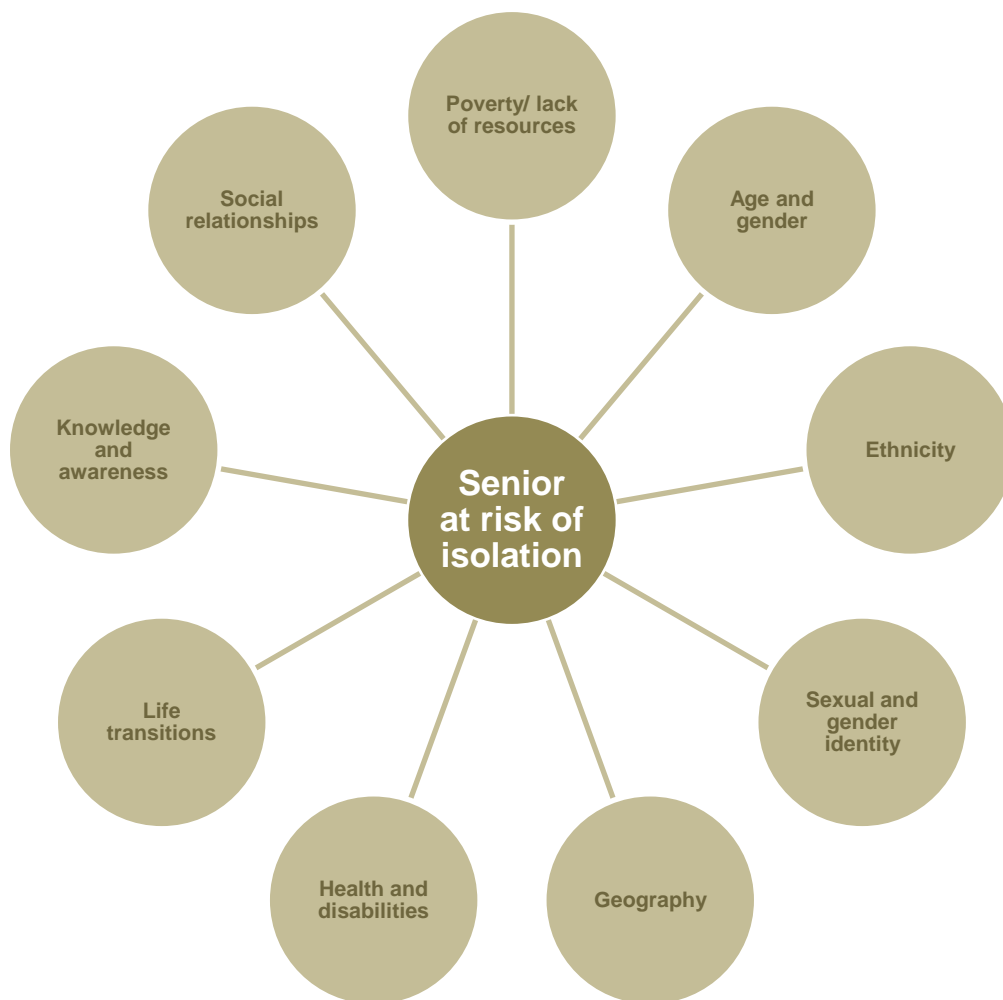 Poverty/ lack
of resources
Age and
gender
Ethnicity
Sexual and
gender
identity
Geography
Health and
disabilities
Life
transitions
Knowledge
and
awareness
Social
relationships
Senior
at risk of
isolation